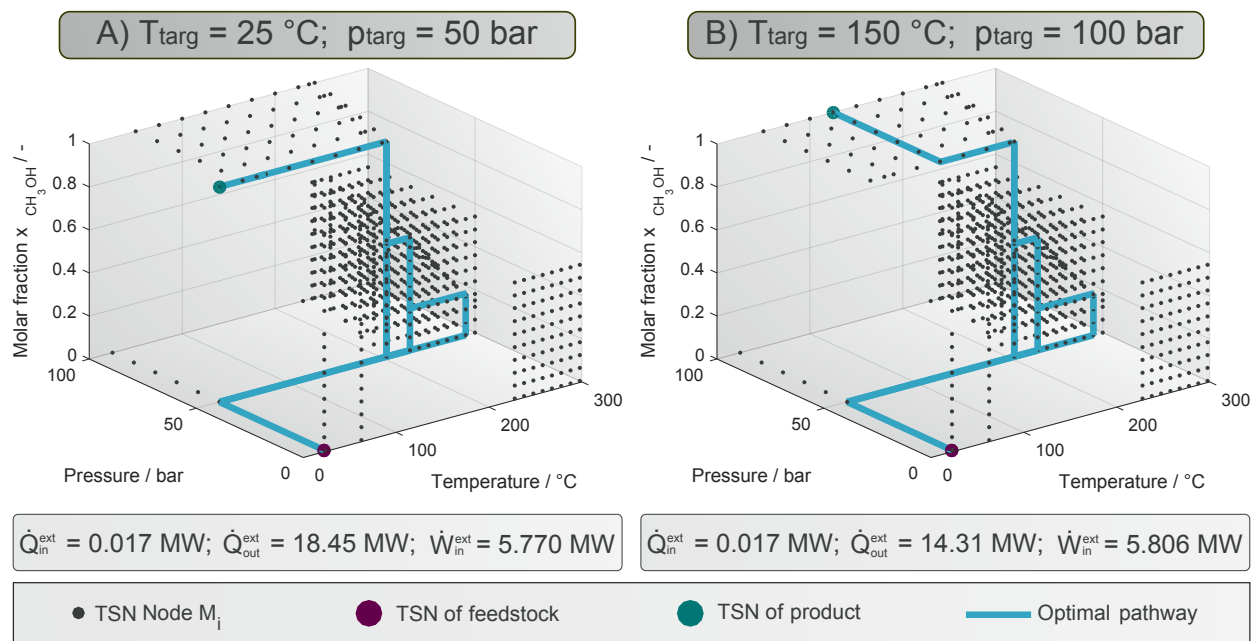 A) Ttarg = 25 °C; ptarg = 50 bar
B) Ttarg = 150 °C; ptarg = 100 bar
Molar fraction x CH3OH / -
1
0.8
0.6
0.4
0.2
0
100
50
0
0
100
200
300
Pressure / bar
Temperature / °C
Molar fraction x CH3OH / -
1
0.8
0.6
0.4
0.2
0
100
50
0
0
100
200
300
Pressure / bar
Temperature / °C
Q̇ext in = 0.017 MW; Q̇ext out = 18.45 MW; Ẇext in = 5.770 MW
Q̇ext in = 0.017 MW; Q̇ext out = 14.31 MW; Ẇext in = 5.806 MW
TSN Node Mi
TSN of feedstock
TSN of product
Optimal pathway